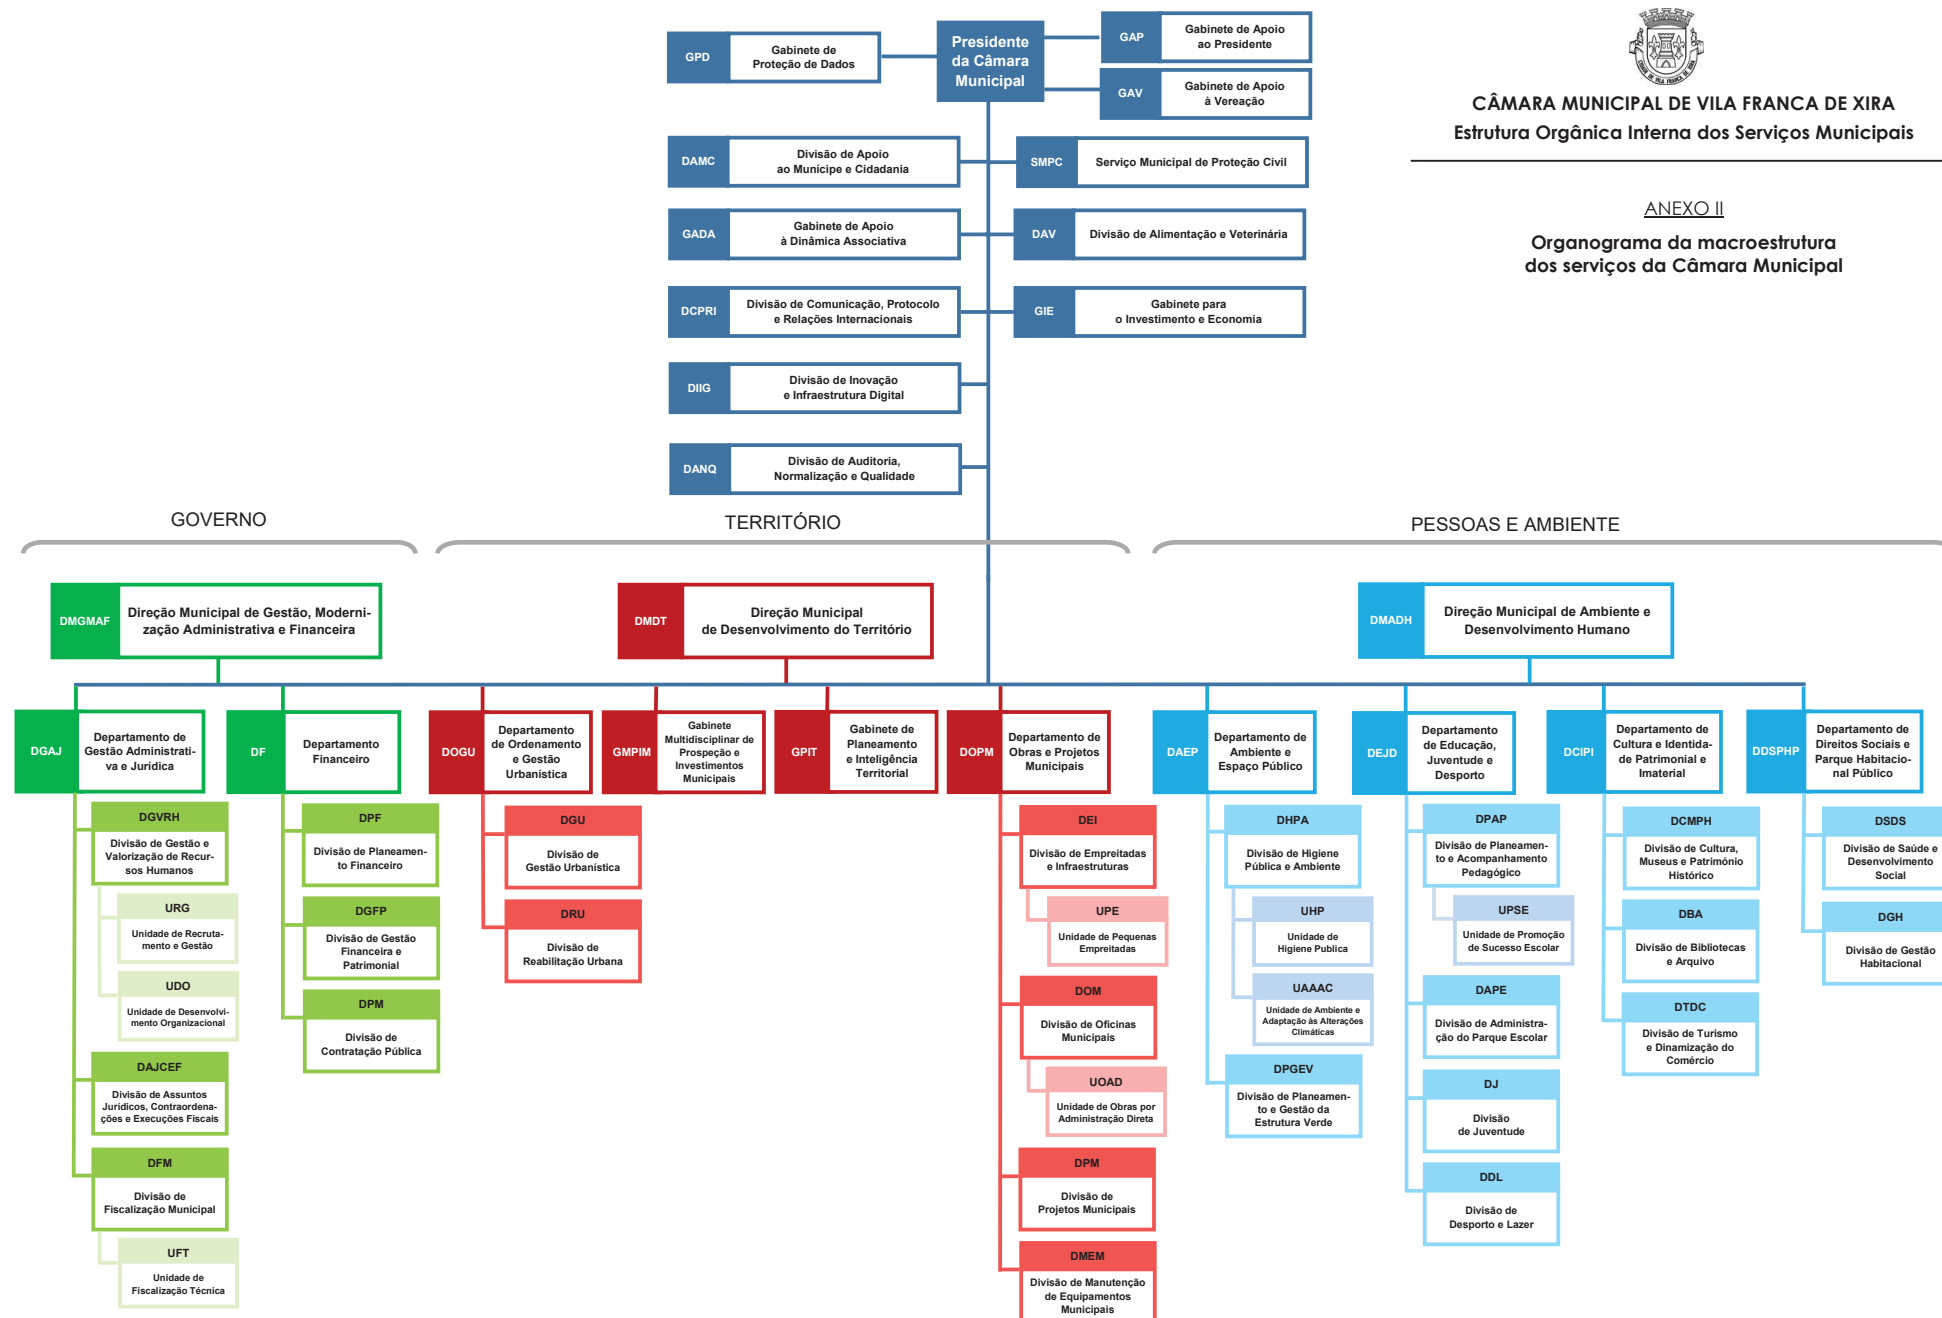 GPD
Gabinete de
Proteção de Dados
Presidente
da Câmara
Municipal
GAP
Gabinete de Apoio
ao Presidente
GAV
Gabinete de Apoio
à Vereação
CIDADE DE VILA FRANCA DE XIRA
CÂMARA MUNICIPAL DE VILA FRANCA DE XIRA
Estrutura Orgânica Interna dos Serviços Municipais
ANEXO II
Organograma da macroestrutura
dos serviços da Câmara Municipal
DAMC
Divisão de Apoio
ao Munícipe e Cidadania
SMPC
Serviço Municipal de Proteção Civil
GADA
Gabinete de Apoio
à Dinâmica Associativa
DAV
Divisão de Alimentação e Veterinária
DCPRI
Divisão de Comunicação, Protocolo
e Relações Internacionais
GIE
Gabinete para
o Investimento e Economia
DIIG
Divisão de Inovação
e Infraestrutura Digital
DANQ
Divisão de Auditoria,
Normalização e Qualidade
GOVERNO
TERRITÓRIO
PESSOAS E AMBIENTE
DMGMAF
Direção Municipal de Gestão, Moderni-
zação Administrativa e Financeira
DMDT
Direção Municipal
de Desenvolvimento do Território
DMADH
Direção Municipal de Ambiente e
Desenvolvimento Humano
DGAJ
Departamento de
Gestão Administrati-
va e Jurídica
DF
Departamento
Financeiro
DOGU
Departamento
de Ordenamento
e Gestão
Urbanística
GMPIM
Gabinete
Multidisciplinar de
Prospeção e
Investimentos
Municipais
GPIT
Gabinete de
Planeamento
e Inteligência
Territorial
DOPM
Departamento de
Obras e Projetos
Municipais
DAEP
Departamento de
Ambiente e
Espaço Público
DEJD
Departamento
de Educação,
Juventude e
Desporto
DCIPI
Departamento de
Cultura e Identida-
de Patrimonial e
Imaterial
DDSPHP
Departamento de
Direitos Sociais e
Parque Habitacio-
nal Público
DGVRH
Divisão de Gestão e
Valorização de Recur-
sos Humanos
URG
Unidade de Recruta-
mento e Gestão
UDO
Unidade de Desenvolvi-
mento Organizacional
DAJCEF
Divisão de Assuntos
Jurídicos, Contraordena-
ções e Execuções Fiscais
DFM
Divisão de
Fiscalização Municipal
UFT
Unidade de
Fiscalização Técnica
DPF
Divisão de Planeamen-
to Financeiro
DGFP
Divisão de Gestão
Financeira e
Patrimonial
DPM
Divisão de
Contratação Pública
DGU
Divisão de
Gestão Urbanística
DRU
Divisão de
Reabilitação Urbana
DEI
Divisão de Empreitadas
e Infraestruturas
UPE
Unidade de Pequenas
Empreitadas
DOM
Divisão de Oficinas
Municipais
UOAD
Unidade de Obras por
Administração Direta
DPM
Divisão de
Projetos Municipais
DMEM
Divisão de Manutenção
de Equipamentos
Municipais
DHPA
Divisão de Higiene
Pública e Ambiente
UHP
Unidade de
Higiene Publica
UAAAC
Unidade de Ambiente e
Adaptação às Alterações
Climáticas
DPGEV
Divisão de Planeamen-
to e Gestão da
Estrutura Verde
DPAP
Divisão de Planeamen-
to e Acompanhamento
Pedagógico
UPSE
Unidade de Promoção
de Sucesso Escolar
DAPE
Divisão de Administra-
ção do Parque Escolar
DJ
Divisão
de Juventude
DDL
Divisão de
Desporto e Lazer
DCMPH
Divisão de Cultura,
Museus e Património
Histórico
DBA
Divisão de Bibliotecas
e Arquivo
DTDC
Divisão de Turismo
e Dinamização do
Comércio
DSDS
Divisão de Saúde e
Desenvolvimento
Social
DGH
Divisão de Gestão
Habitacional